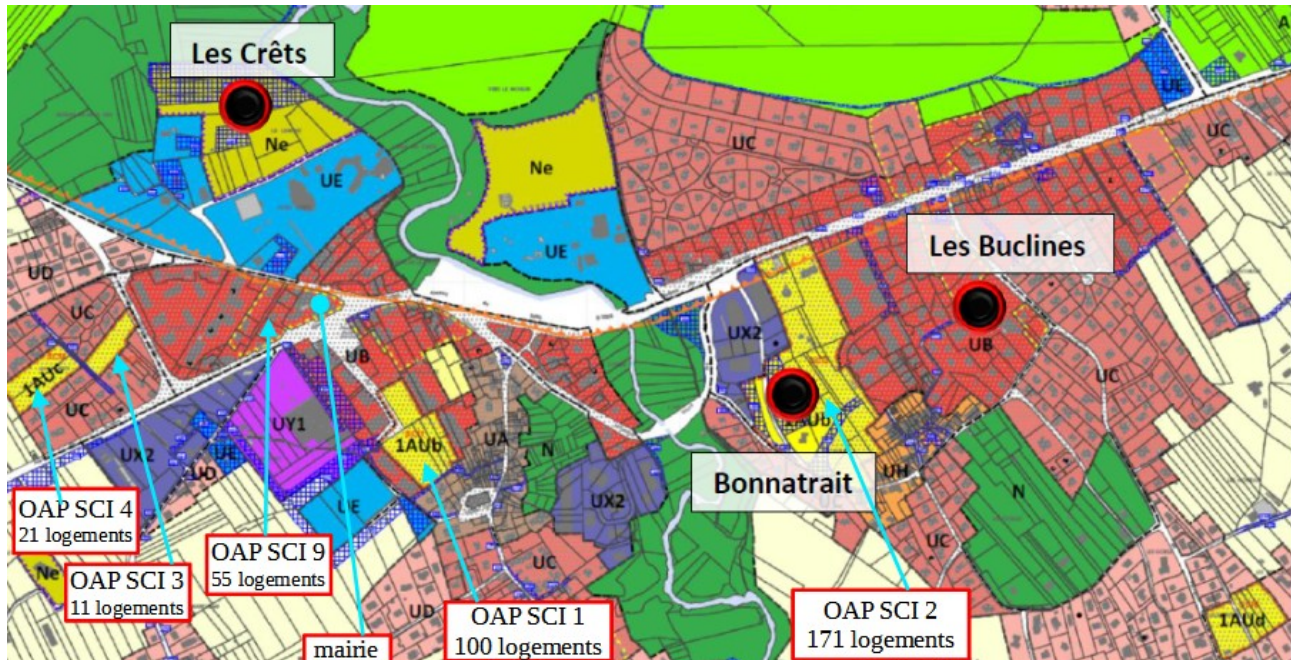 Les Crêts
Ne
UE
Ne
UE
UC
UE
UC
A
Les Buclines
UD
UC
1AUc
UC
UB
UX2
UB
UC
UY1
1AUb
UA
1AUb
Bonnatrait
UX2
UE
UD
UE
N
UX2
UH
N
UC
OAP SCI 4
21 logements
OAP SCI 9
55 logements
Ne
OAP SCI 3
11 logements
UD
UC
OAP SCI 1
100 logements
OAP SCI 2
171 logements
1AUd
mairie